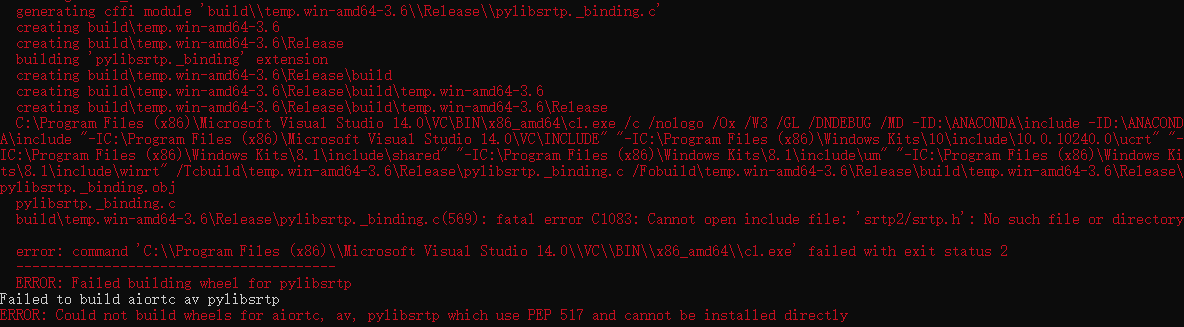 generating cffi module 'build\\temp.win-amd64-3.6\\Release\\pylibsrtp._binding.c'
creating build\temp.win-amd64-3.6
creating build\temp.win-amd64-3.6\Release
building 'pylibsrtp._binding' extension
creating build\temp.win-amd64-3.6\Release\build
creating build\temp.win-amd64-3.6\Release\build\temp.win-amd64-3.6
creating build\temp.win-amd64-3.6\Release\build\temp.win-amd64-3.6\Release
C:\Program Files (x86)\Microsoft Visual Studio 14.0\VC\BIN\x86_amd64\cl.exe /c /nologo /Ox /W3 /GL /DNDEBUG /MD -ID:\ANACONDA\include -ID:\ANACOND
A\include "-IC:\Program Files (x86)\Microsoft Visual Studio 14.0\VC\INCLUDE" "-IC:\Program Files (x86)\Windows Kits\10\include\10.0.10240.0\ucrt" "-
IC:\Program Files (x86)\Windows Kits\8.1\include\shared" "-IC:\Program Files (x86)\Windows Kits\8.1\include\um" "-IC:\Program Files (x86)\Windows Ki
ts\8.1\include\winrt" /Tcbuild\temp.win-amd64-3.6\Release\pylibsrtp._binding.c /Fobuild\temp.win-amd64-3.6\Release\build\temp.win-amd64-3.6\Release\
pylibsrtp._binding.obj
pylibsrtp._binding.c
build\temp.win-amd64-3.6\Release\pylibsrtp._binding.c(569): fatal error C1083: Cannot open include file: 'srtp2/srtp.h': No such file or directory
error: command 'C:\\Program Files (x86)\\Microsoft Visual Studio 14.0\\VC\\BIN\\x86_amd64\\cl.exe' failed with exit status 2
----------------------------------------
ERROR: Failed building wheel for pylibsrtp
Failed to build aiortc av pylibsrtp
ERROR: Could not build wheels for aiortc, av, pylibsrtp which use PEP 517 and cannot be installed directly